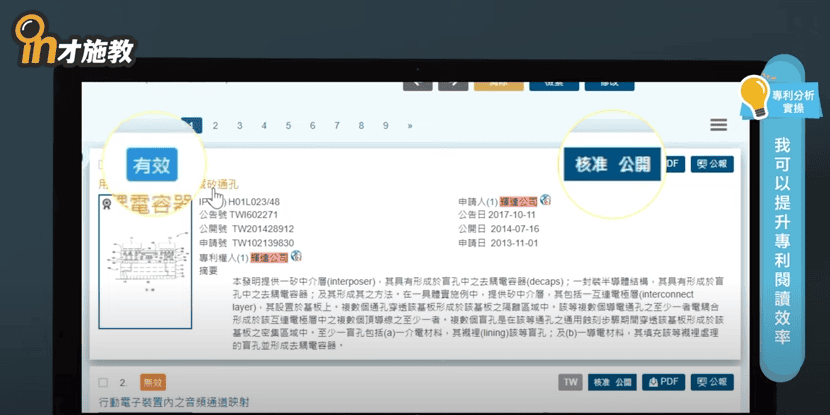 in才施教
專利分析
實操
我可以提升專利閱讀效率
1 2 3 4 5 6 7 8 9 »
有效
核准 公開
PDF
公報
矽通孔
電容器
H01L023/48
公告號 TWI602271
公開號 TW201428912
申請號 TW102139830
專利權人(1) 輝達公司
申請人(1) 輝達公司
公告日 2017-10-11
公開日 2014-07-16
申請日 2013-11-01
摘要
本發明提供一矽中介層(interposer)，其具有形成於盲孔中之去耦電容器(decaps)；一封裝半導體結構，其具有形成於盲
孔中之去耦電容器；及其形成其之方法。在一具體實施例中，提供矽中介層，其包括一互連電極層(interconnect
layer)，其設置於基板上。複數個通孔穿透該基板形成於該基板之隔離區域中。該等複數個導電通孔之至少一者電耦合
形成於該互連電極層中之複數個頂導線之至少一者。複數個盲孔是在該等通孔之通用蝕刻步驟期間穿透該基板形成於該
基板之密集區域中。至少一盲孔包括(a)一介電材料，其襯裡(lining)該等盲孔；及(b)一導電材料，其填充該等襯裡處理
的盲孔並形成去耦電容器。
2. 無效
TW 核准 公開 PDF 公報
行動電子裝置內之音頻通道映射